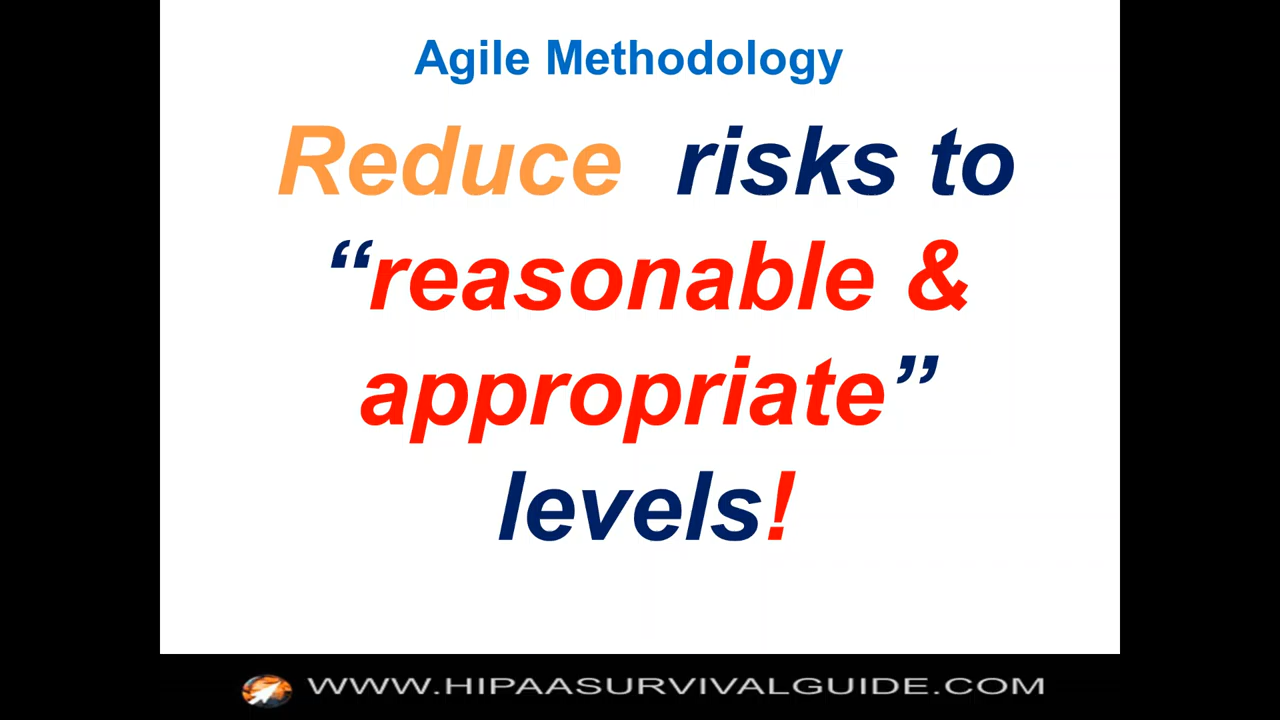 Agile Methodology
Reduce risks to
“reasonable &
appropriate”
levels!
WWW.HIPAASURVIVALGUIDE.COM